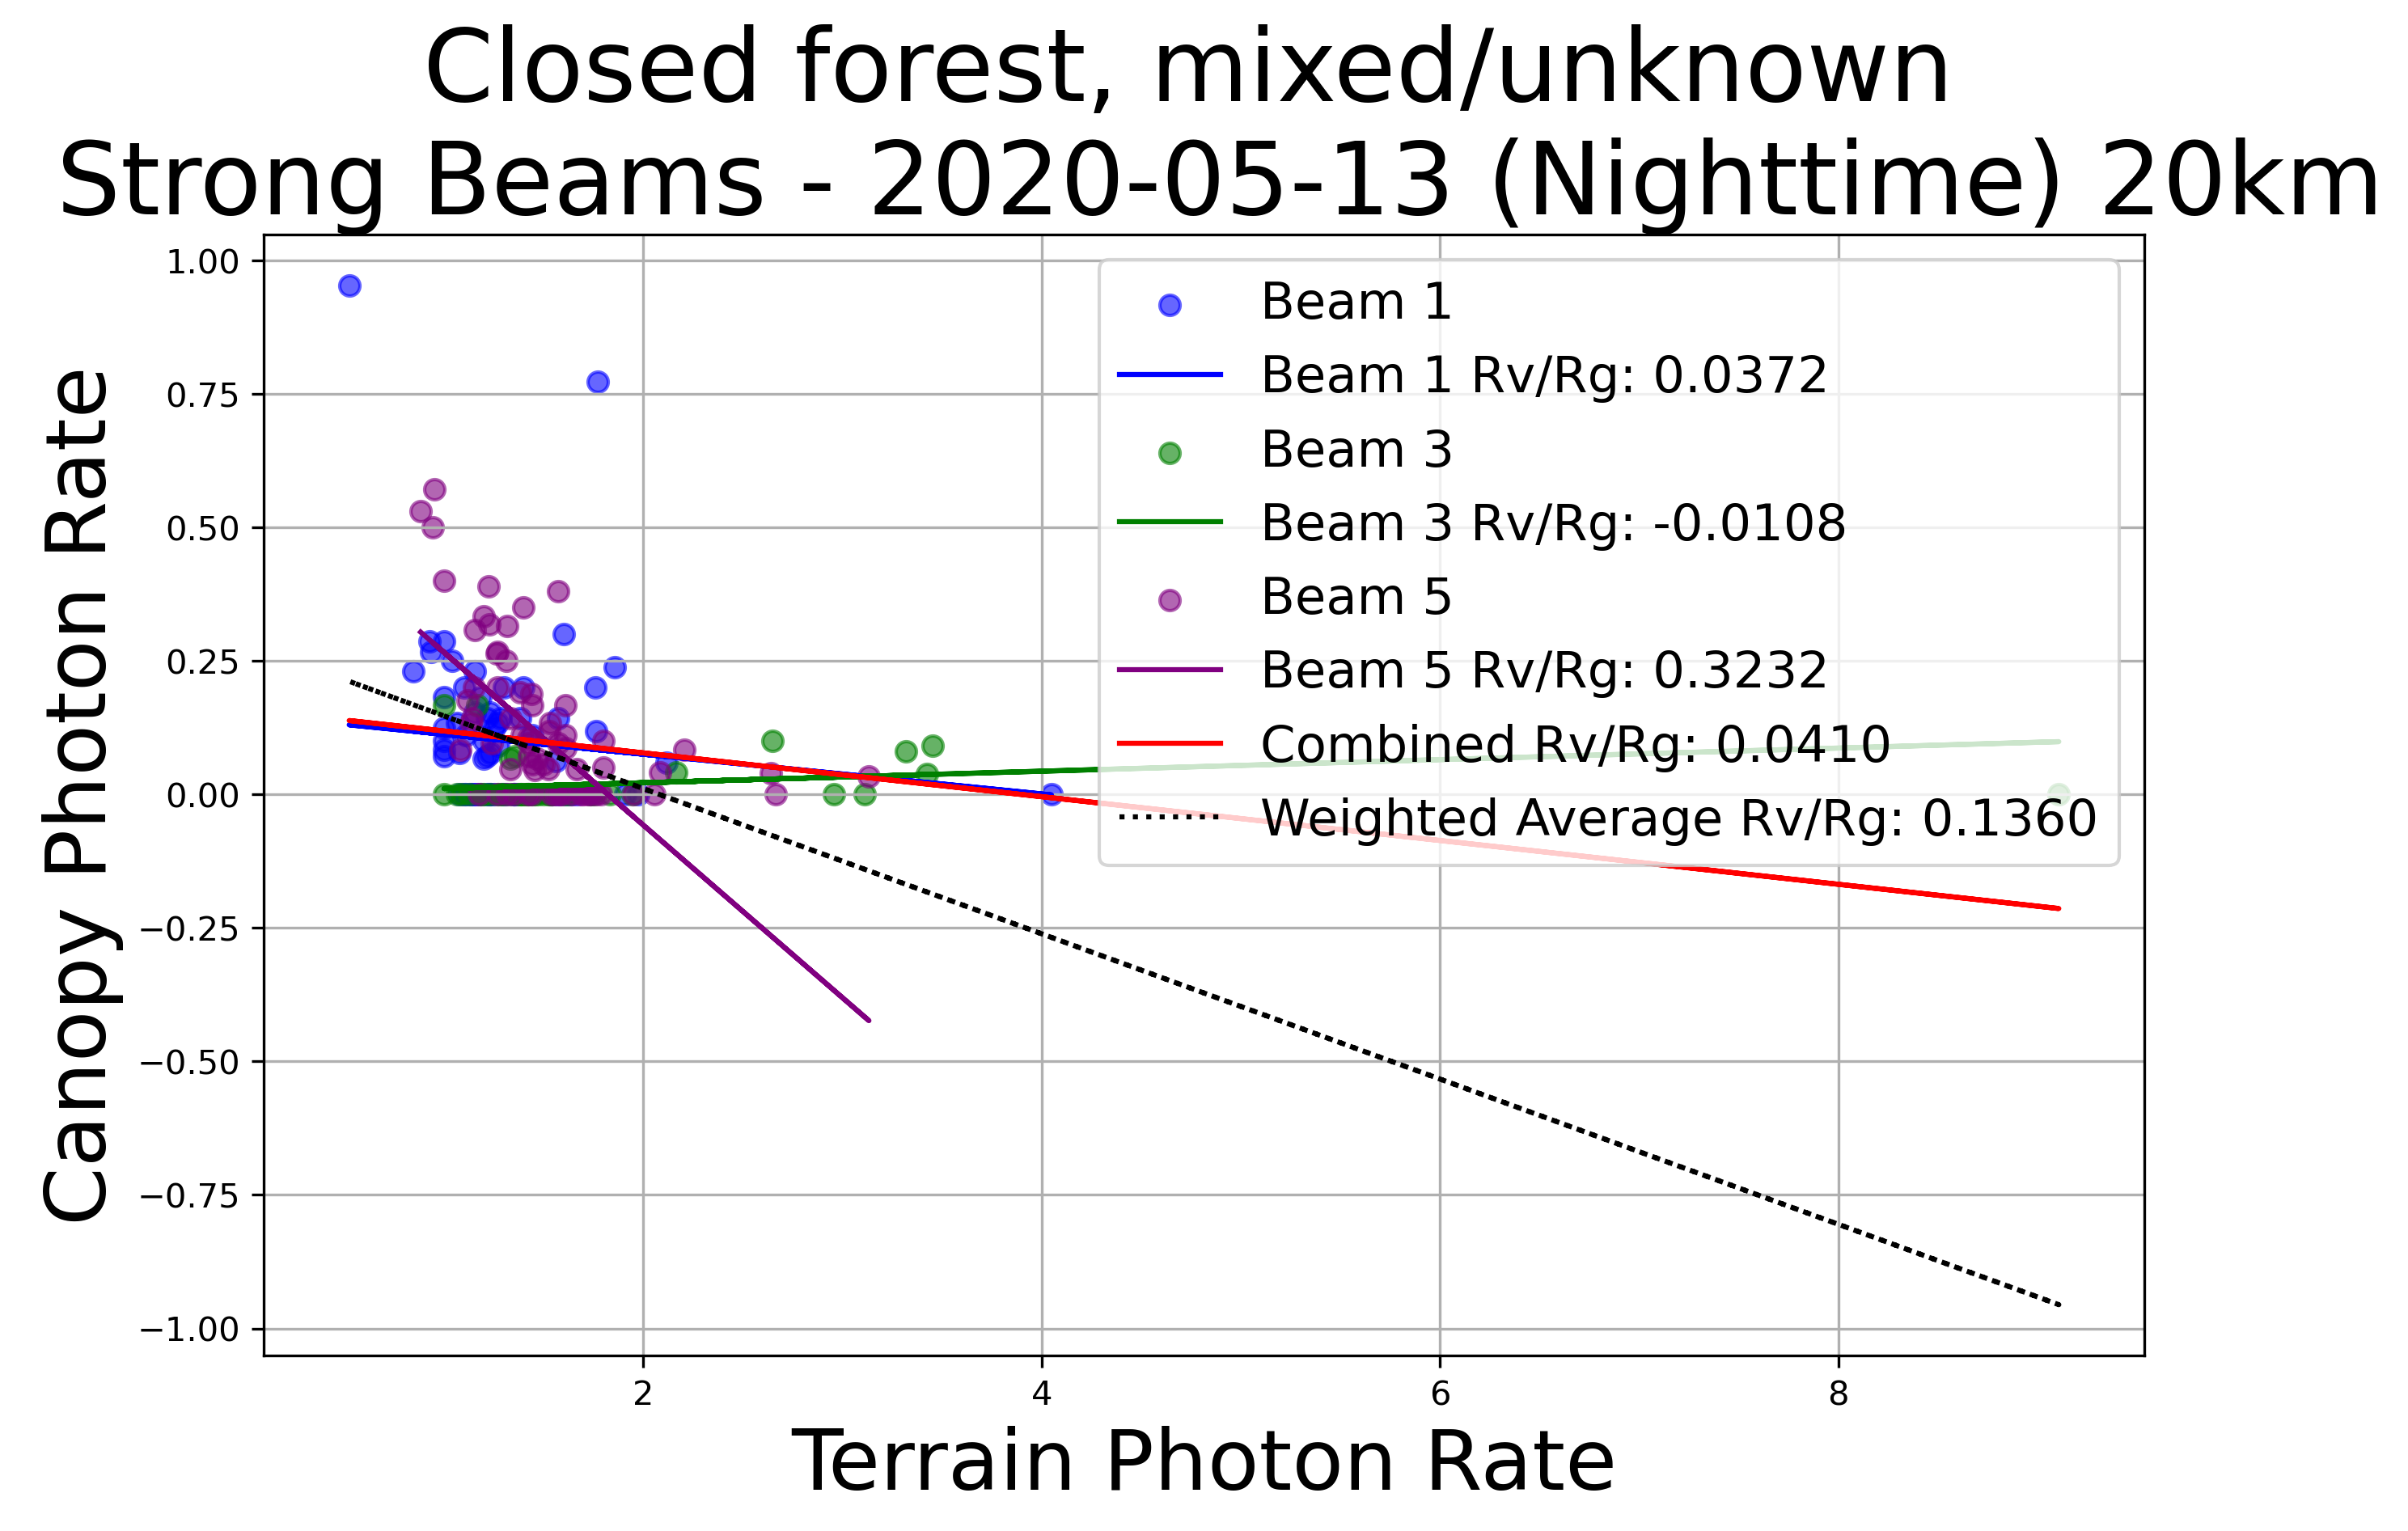 Closed forest, mixed/unknown
Strong Beams - 2020-05-13 (Nighttime) 20km
Canopy Photon Rate
1.00
0.75
0.50
0.25
0.00
−0.25
−0.50
−0.75
−1.00
Beam 1
Beam 1 Rv/Rg: 0.0372
Beam 3
Beam 3 Rv/Rg: -0.0108
Beam 5
Beam 5 Rv/Rg: 0.3232
Combined Rv/Rg: 0.0410
Weighted Average Rv/Rg: 0.1360
2 4 6 8
Terrain Photon Rate